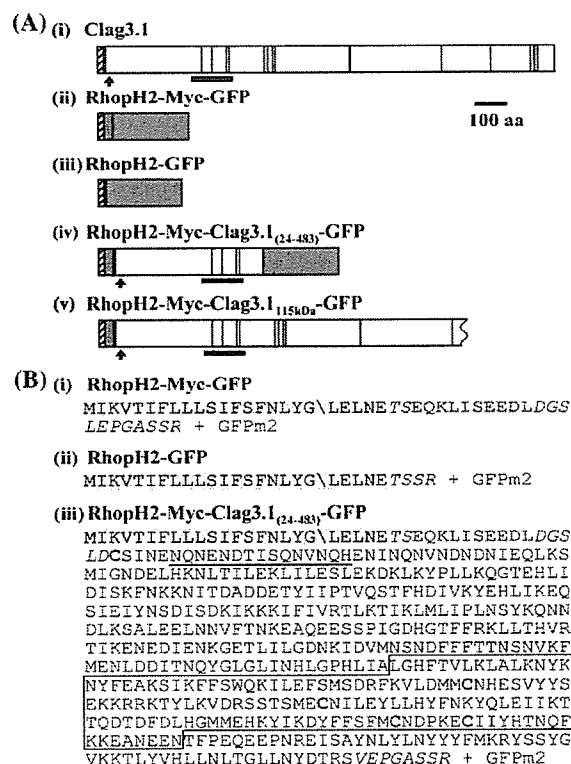 (A)
(i) Clag3.1
(ii) RhopH2-Myc-GFP
100 aa
(iii) RhopH2-GFP
(iv) RhopH2-Myc-Clag3.1(24-483)-GFP
(v) RhopH2-Myc-Clag3.1115kDa-GFP
(B)
(i) RhopH2-Myc-GFP
MIKVTIFLLLSIFSFNLYG\LELNETSEQKLISEEDLDGS
LEPGASSR + GFPm2
(ii) RhopH2-GFP
MIKVTIFLLLSIFSFNLYG\LELNETSSR + GFPm2
(iii) RhopH2-Myc-Clag3.1(24-483)-GFP
MIKVTIFLLLSIFSFNLYG\LELNETSEQKLISEEDLDGS
LDCSINENQNENDTISQNVNQHENINQNVNDNDNIEQLKS
MIGNDELHKNLTILEKLILESLEKDKLKYPLLKQGTEHLI
DISKFNKKNITDADDETYIIPTVQSTFHDIVKYEHLIKEQ
SIEIYNSDISDKIKKKIFIVRTLKTIKLMLIPLNSYKQNN
DLKSALEELNNVFTNKEAQEESSPIGDHGTFFRKLLTHVR
TIKENEDIENKGETLILGDNKIDVMNSNDFFFTTNSNVKF
MENLDDITNQYGLGLINHLGPHLIALGHFTVLKLALKNYK
NYFEAKSIKFFSWQKILEFSMSDRFKVLDMMCNHESVYYS
EKKRRKTYLKVDRSSTSMECNILEYLLHYFNKYQLEIIKT
TQDTDFDLHGMMEHKYIKDYFFSFMCNDPKECIIYHTNQF
KKEANEENTFPEQEEPNREISAYNLYLNYYYFMKRYSSYG
VKKTLYVHLLNLTGLLNYDTRSVEPGASSR + GFPm2